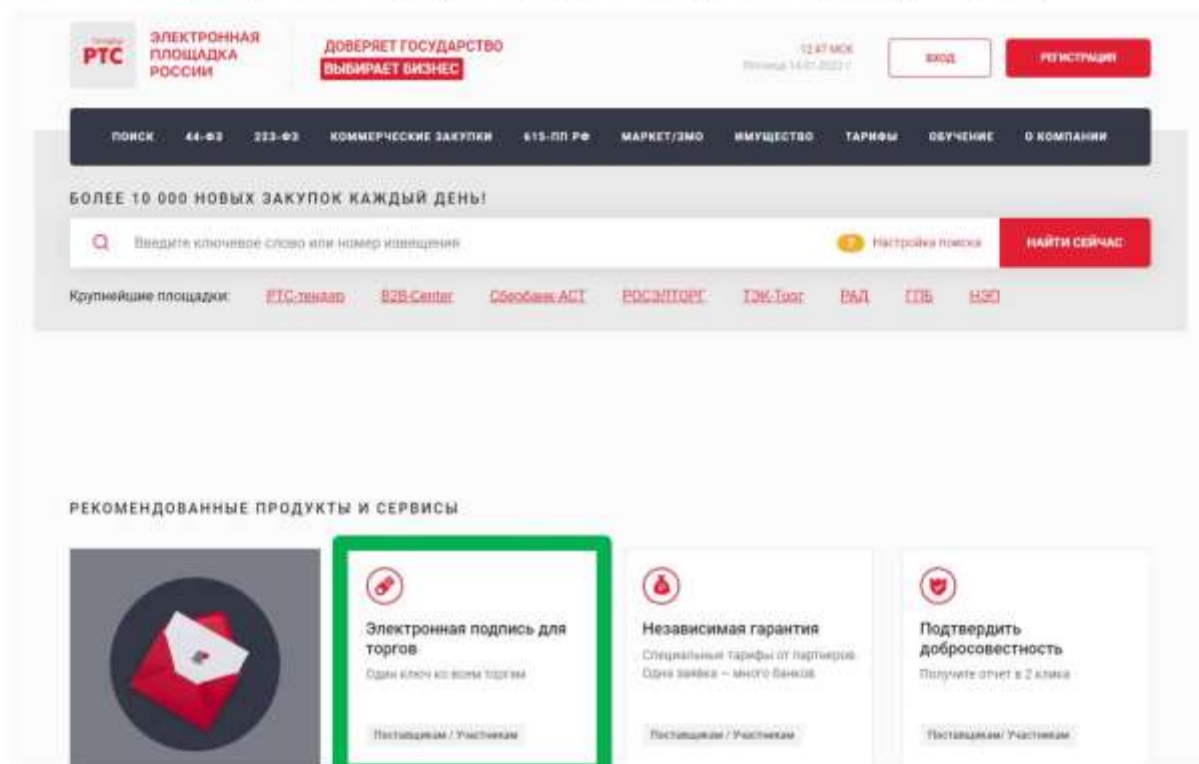 РТС
ЭЛЕКТРОННАЯ
ПЛОЩАДКА
РОССИИ
ДОВЕРЯЕТ ГОСУДАРСТВО
ВЫБИРАЕТ БИЗНЕС
12:47 МСК
ВХОД
РЕГИСТРАЦИЯ
ПОИСК 44-ФЗ 223-ФЗ КОММЕРЧЕСКИЕ ЗАКУПКИ 615-ПП РФ МАРКЕТ/ЗМО ИМУЩЕСТВО ТАРИФЫ ОБУЧЕНИЕ О КОМПАНИИ
БОЛЕЕ 10 000 НОВЫХ ЗАКУПОК КАЖДЫЙ ДЕНЬ!
Введите ключевое слово или номер извещения
Настройка поиска
НАЙТИ СЕЙЧАС
Крупнейшие площадки: РТС-тендер B2B-Center Сбербанк-АСТ РОСЭЛТОРГ ТЭК-Торг РАД ГПБ НЭП
РЕКОМЕНДОВАННЫЕ ПРОДУКТЫ И СЕРВИСЫ
Электронная подпись для
торгов
Один ключ ко всем торгам
Поставщикам / Участникам
Независимая гарантия
Специальные тарифы от партнеров.
Одна заявка — много банков
Поставщикам / Участникам
Подтвердить
добросовестность
Получите отчет в 2 клика
Поставщикам/ Участникам